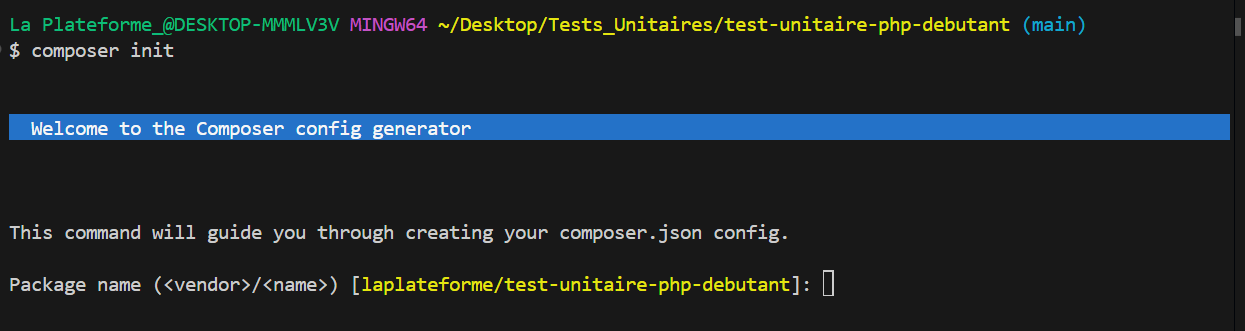 La Plateforme_@DESKTOP-MMMLV3V MINGW64 ~/Desktop/Tests_Unitaires/test-unitaire-php-debutant (main)
$ composer init
Welcome to the Composer config generator
This command will guide you through creating your composer.json config.
Package name (<vendor>/<name>) [laplateforme/test-unitaire-php-debutant]: